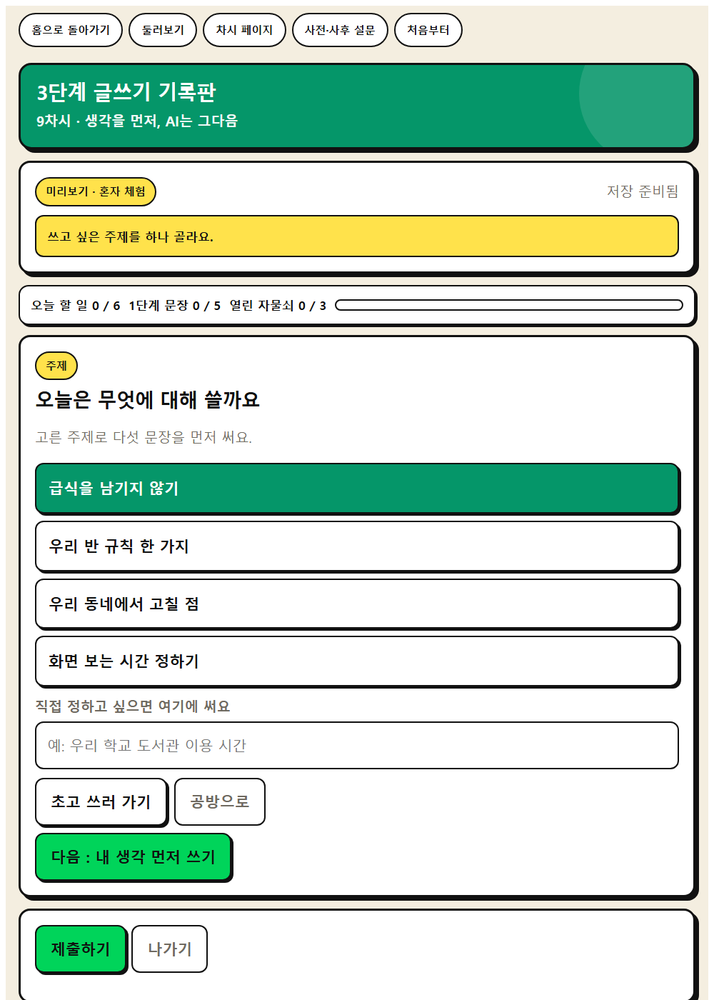 홈으로 돌아가기 둘러보기 차시 페이지 사전·사후 설문 처음부터
3단계 글쓰기 기록판
9차시 · 생각을 먼저, AI는 그다음
미리보기 · 혼자 체험 저장 준비됨
쓰고 싶은 주제를 하나 골라요.
오늘 할 일 0 / 6 1단계 문장 0 / 5 열린 자물쇠 0 / 3
주제
오늘은 무엇에 대해 쓸까요
고른 주제로 다섯 문장을 먼저 써요.
급식을 남기지 않기
우리 반 규칙 한 가지
우리 동네에서 고칠 점
화면 보는 시간 정하기
직접 정하고 싶으면 여기에 써요
예: 우리 학교 도서관 이용 시간
초고 쓰러 가기 공방으로
다음 : 내 생각 먼저 쓰기
제출하기 나가기